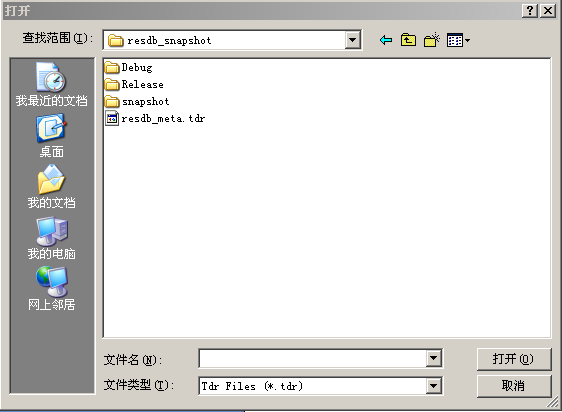 打开
查找范围(I):
resdb_snapshot
我最近的文档
桌面
我的文档
我的电脑
网上邻居
Debug
Release
snapshot
resdb_meta.tdr
文件名(N):
打开(O)
文件类型(T):
Tdr Files (*.tdr)
取消